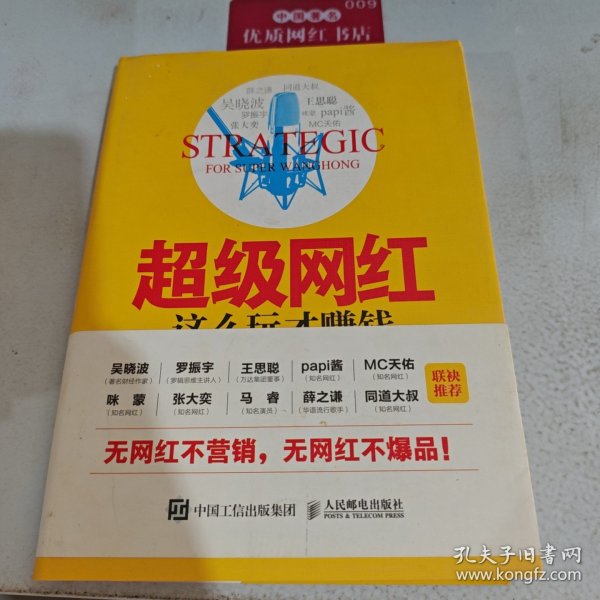 009
中国著名
优质网红书店
薛之谦 同道大叔
吴晓波 王思聪
罗振宇 咪蒙 papi酱
张大奕 MC天佑
STRATEGIC
FOR SUPER WANGHONG
超级网红
这么玩才赚钱
吴晓波 罗振宇 王思聪 papi酱 MC天佑
(著名财经作家) (罗辑思维主讲人) (万达集团董事) (知名网红) (知名网红)
咪蒙 张大奕 马睿 薛之谦 同道大叔
(知名网红) (知名网红) (知名演员) (华语流行歌手) (知名网红)
联袂
推荐
无网红不营销,无网红不爆品!
中国工信出版集团 人民邮电出版社
POSTS & TELECOM PRESS
孔夫子旧书网
www.kongfz.com